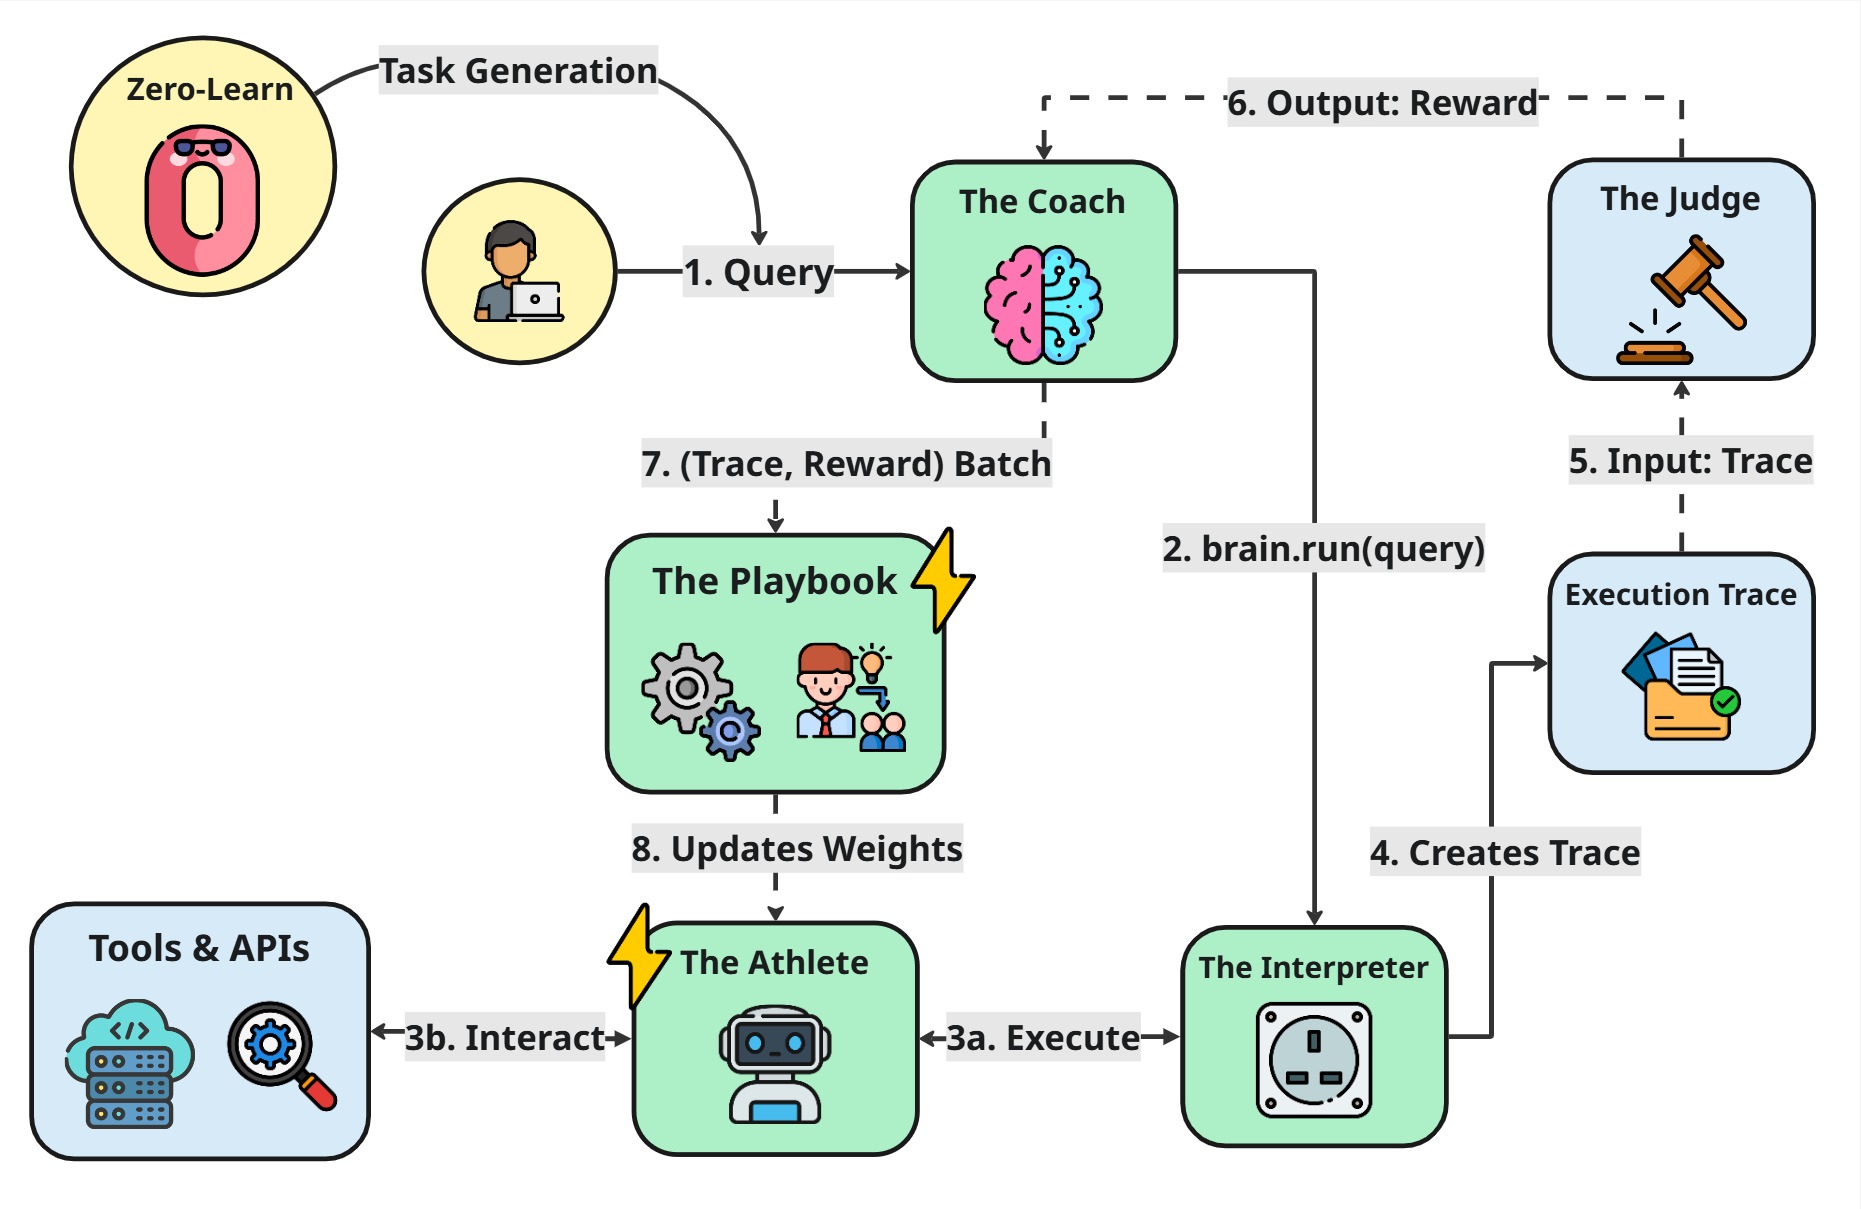 Zero-Learn
Task Generation
1. Query
The Coach
6. Output: Reward
The Judge
7. (Trace, Reward) Batch
2. brain.run(query)
5. Input: Trace
Execution Trace
The Playbook
8. Updates Weights
4. Creates Trace
Tools & APIs
</>
3b. Interact
The Athlete
3a. Execute
The Interpreter